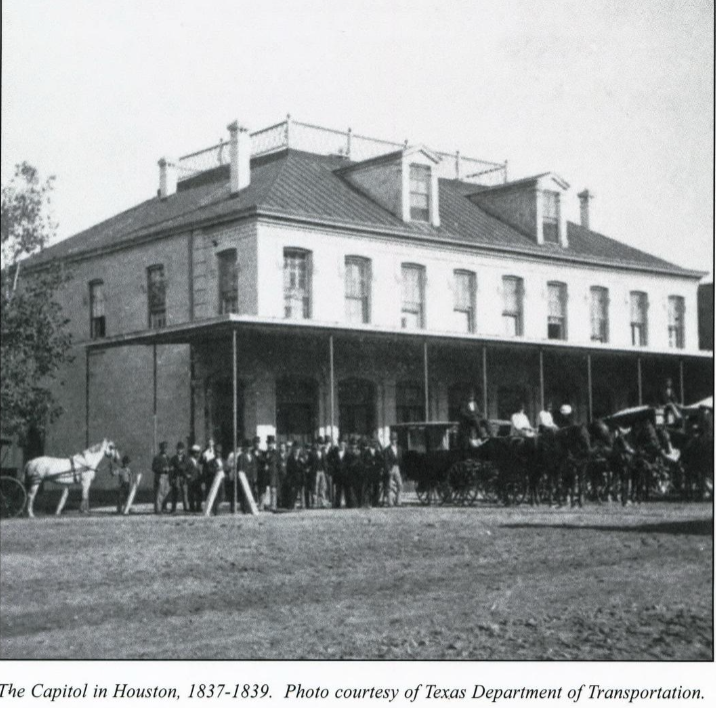 The Capitol in Houston, 1837-1839. Photo courtesy of Texas Department of Transportation.